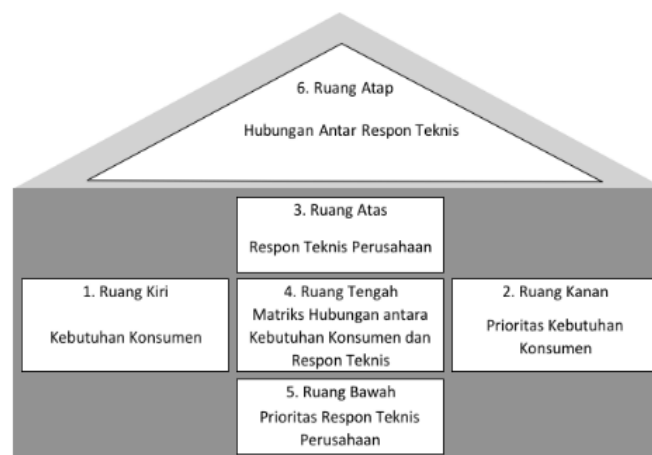 6. Ruang Atap
Hubungan Antar Respon Teknis
3. Ruang Atas
Respon Teknis Perusahaan
1. Ruang Kiri
Kebutuhan Konsumen
4. Ruang Tengah
Matriks Hubungan antara
Kebutuhan Konsumen dan
Respon Teknis
2. Ruang Kanan
Prioritas Kebutuhan
Konsumen
5. Ruang Bawah
Prioritas Respon Teknis
Perusahaan